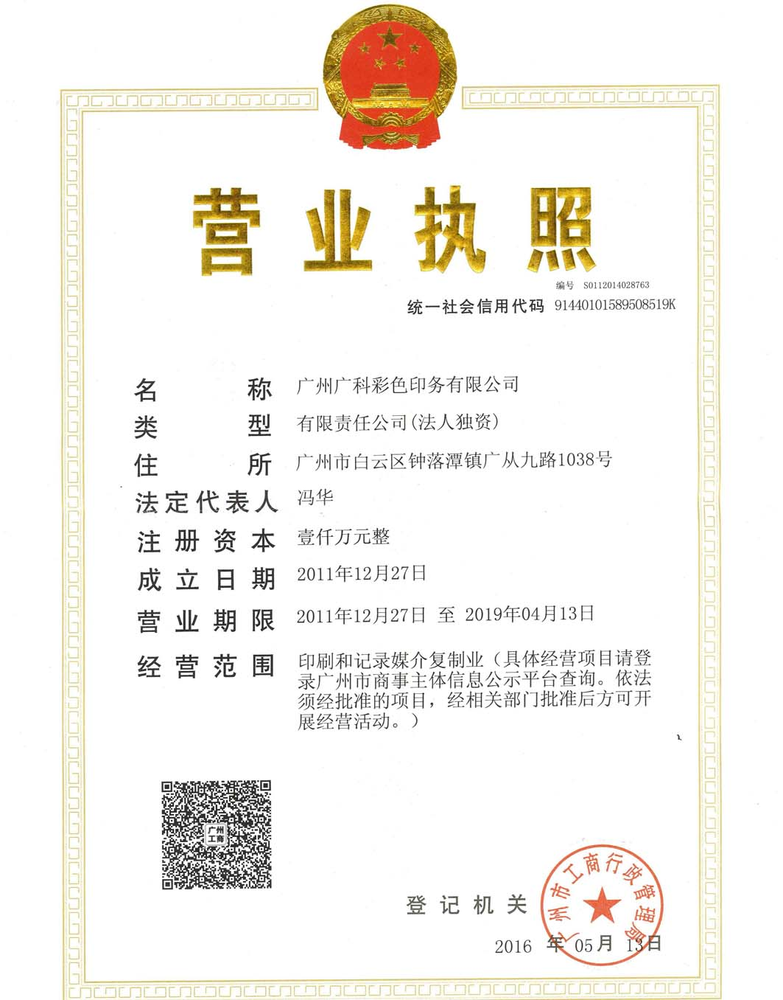 营业执照
编号 S0112014028763
统一社会信用代码 91440101589508519K
名称 广州广科彩色印务有限公司
类型 有限责任公司(法人独资)
住所 广州市白云区钟落潭镇广从九路1038号
法定代表人 冯华
注册资本 壹仟万元整
成立日期 2011年12月27日
营业期限 2011年12月27日 至 2019年04月13日
经营范围 印刷和记录媒介复制业（具体经营项目请登
录广州市商事主体信息公示平台查询。依法
须经批准的项目，经相关部门批准后方可开
展经营活动。）
广州
工商
登记机关
广州市工商行政管理局
2016 年 05 月 13 日